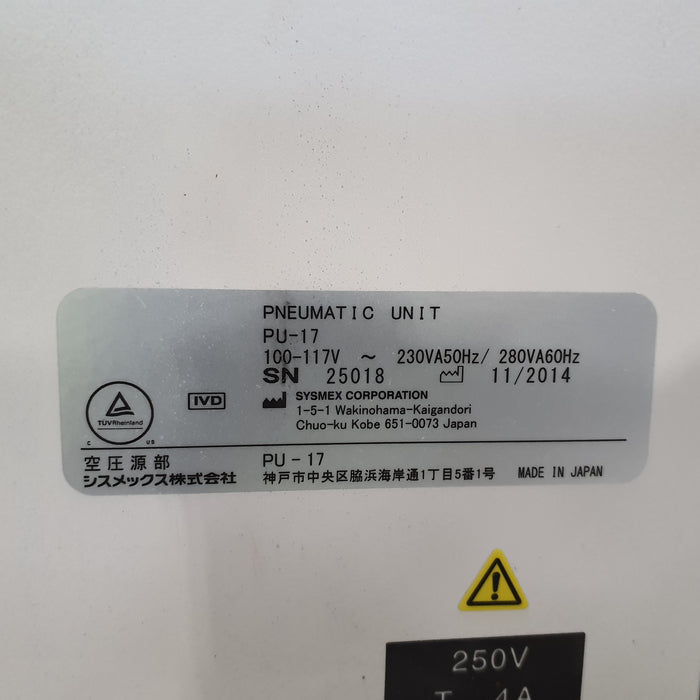 PNEUMATIC UNIT
PU-17
100-117V ~ 230VA50Hz/ 280VA60Hz
SN 25018 11/2014
IVD
SYSMEX CORPORATION
1-5-1 Wakinohama-Kaigandori
Chuo-ku Kobe 651-0073 Japan
TÜVRheinland
C US
空圧源部 PU-17
シスメックス株式会社 神戸市中央区脇浜海岸通1丁目5番1号 MADE IN JAPAN
250V
T 4A